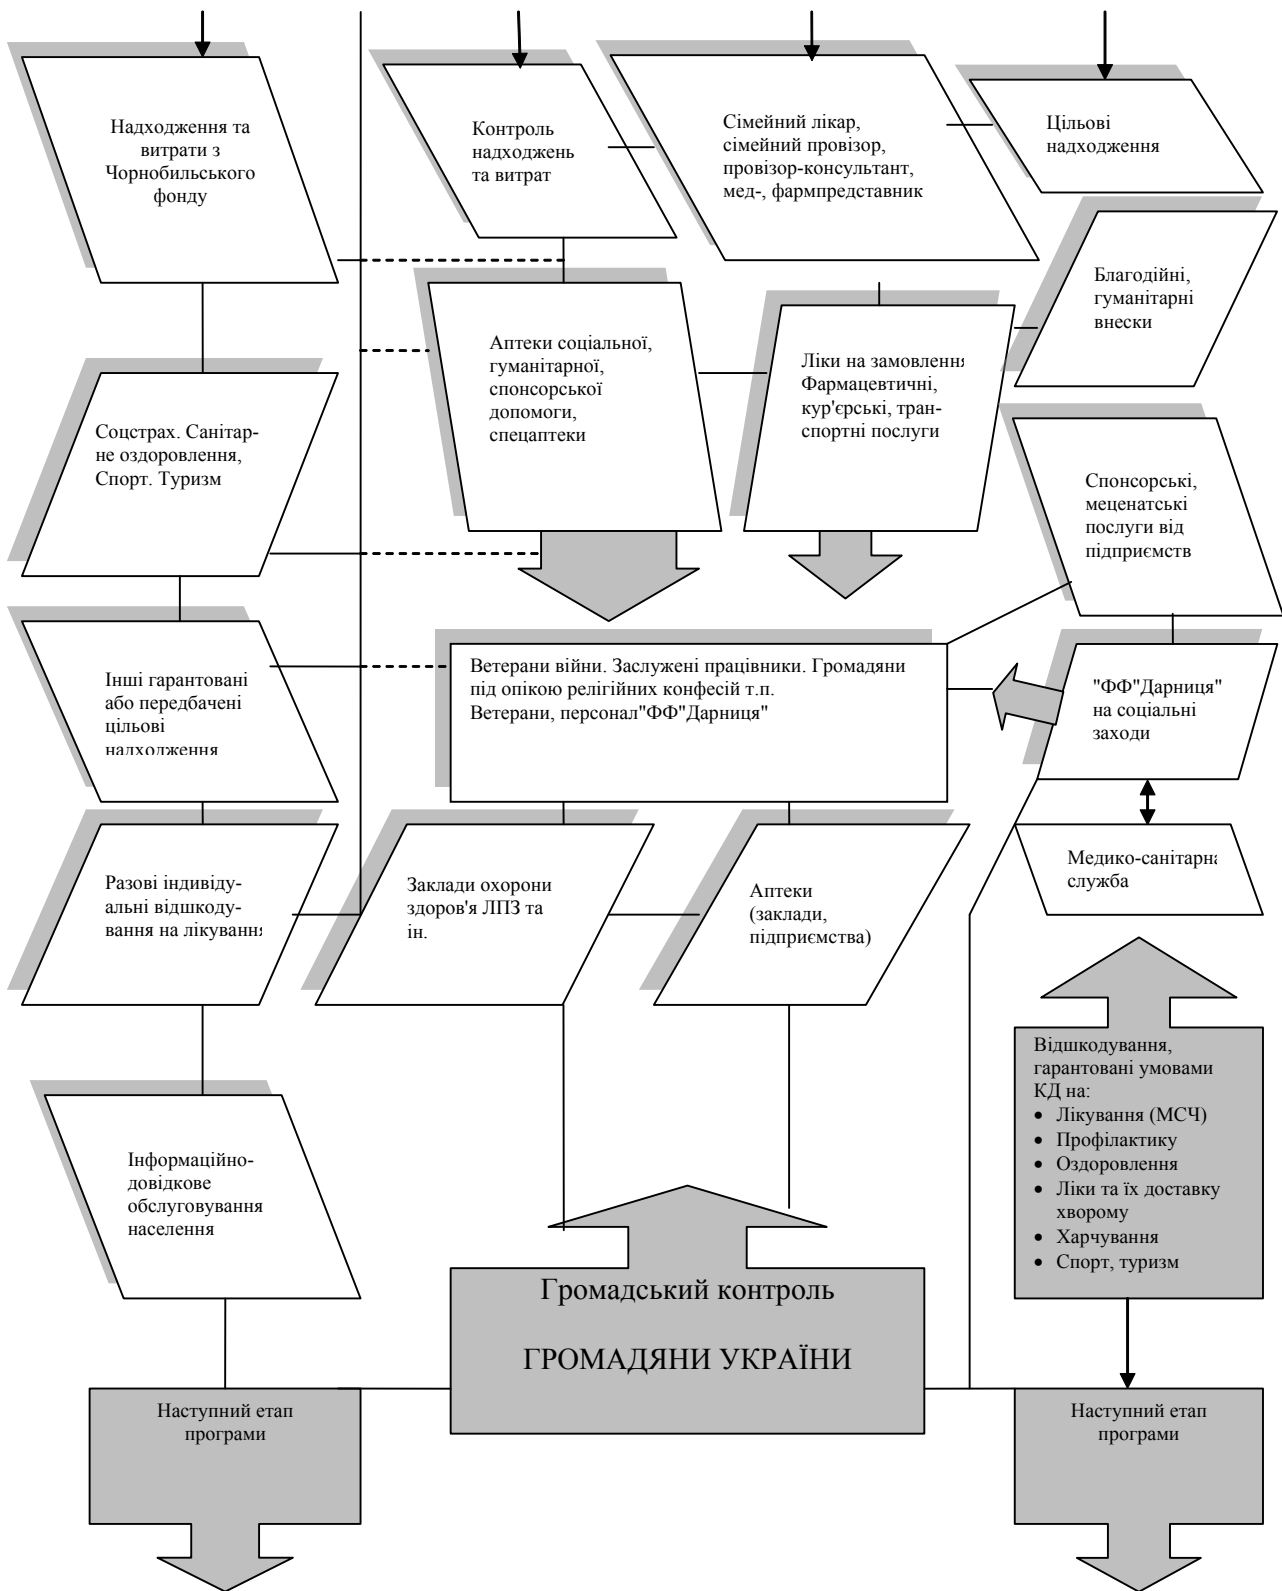 Надходження та
витрати з
Чорнобильського
фонду
Контроль
надходжень
та витрат
Сімейний лікар,
сімейний провізор,
провізор-консультант,
мед-, фармпредставник
Цільові
надходження
Благодійні,
гуманітарні
внески
Аптеки соціальної,
гуманітарної,
спонсорської
допомоги,
спецаптеки
Ліки на замовлення
Фармацевтичні,
кур'єрські, тран-
спортні послуги
Соцстрах. Санітар-
не оздоровлення,
Спорт. Туризм
Спонсорські,
меценатські
послуги від
підприємств
Інші гарантовані
або передбачені
цільові
надходження
Ветерани війни. Заслужені працівники. Громадяни
під опікою релігійних конфесій т.п.
Ветерани, персонал"ФФ"Дарниця"
"ФФ"Дарниця"
на соціальні
заходи
Разові індивіду-
альні відшкоду-
вання на лікування
Заклади охорони
здоров'я ЛПЗ та
ін.
Аптеки
(заклади,
підприємства)
Медико-санітарна
служба
Відшкодування,
гарантовані умовами
КД на:
• Лікування (МСЧ)
• Профілактику
• Оздоровлення
• Ліки та їх доставку
хворому
• Харчування
• Спорт, туризм
Інформаційно-
довідкове
обслуговування
населення
Громадський контроль
ГРОМАДЯНИ УКРАЇНИ
Наступний етап
програми
Наступний етап
програми